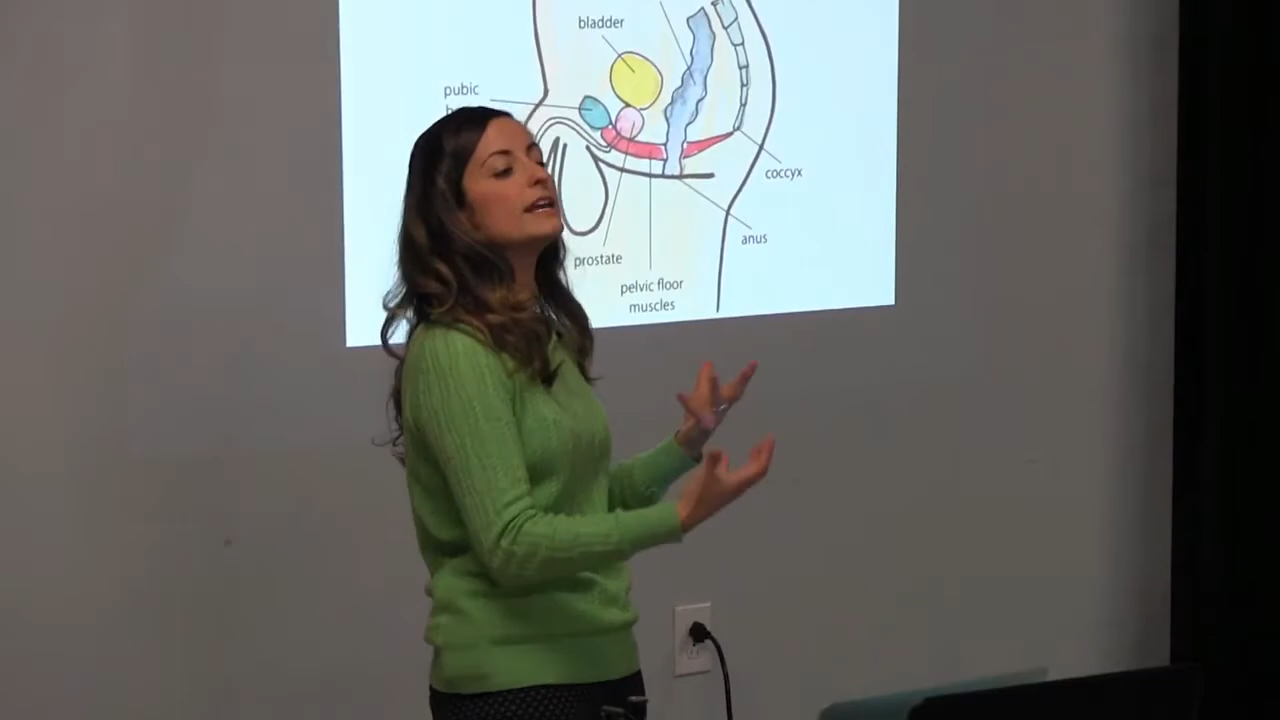 bladder
pubic
coccyx
anus
prostate
pelvic floor
muscles